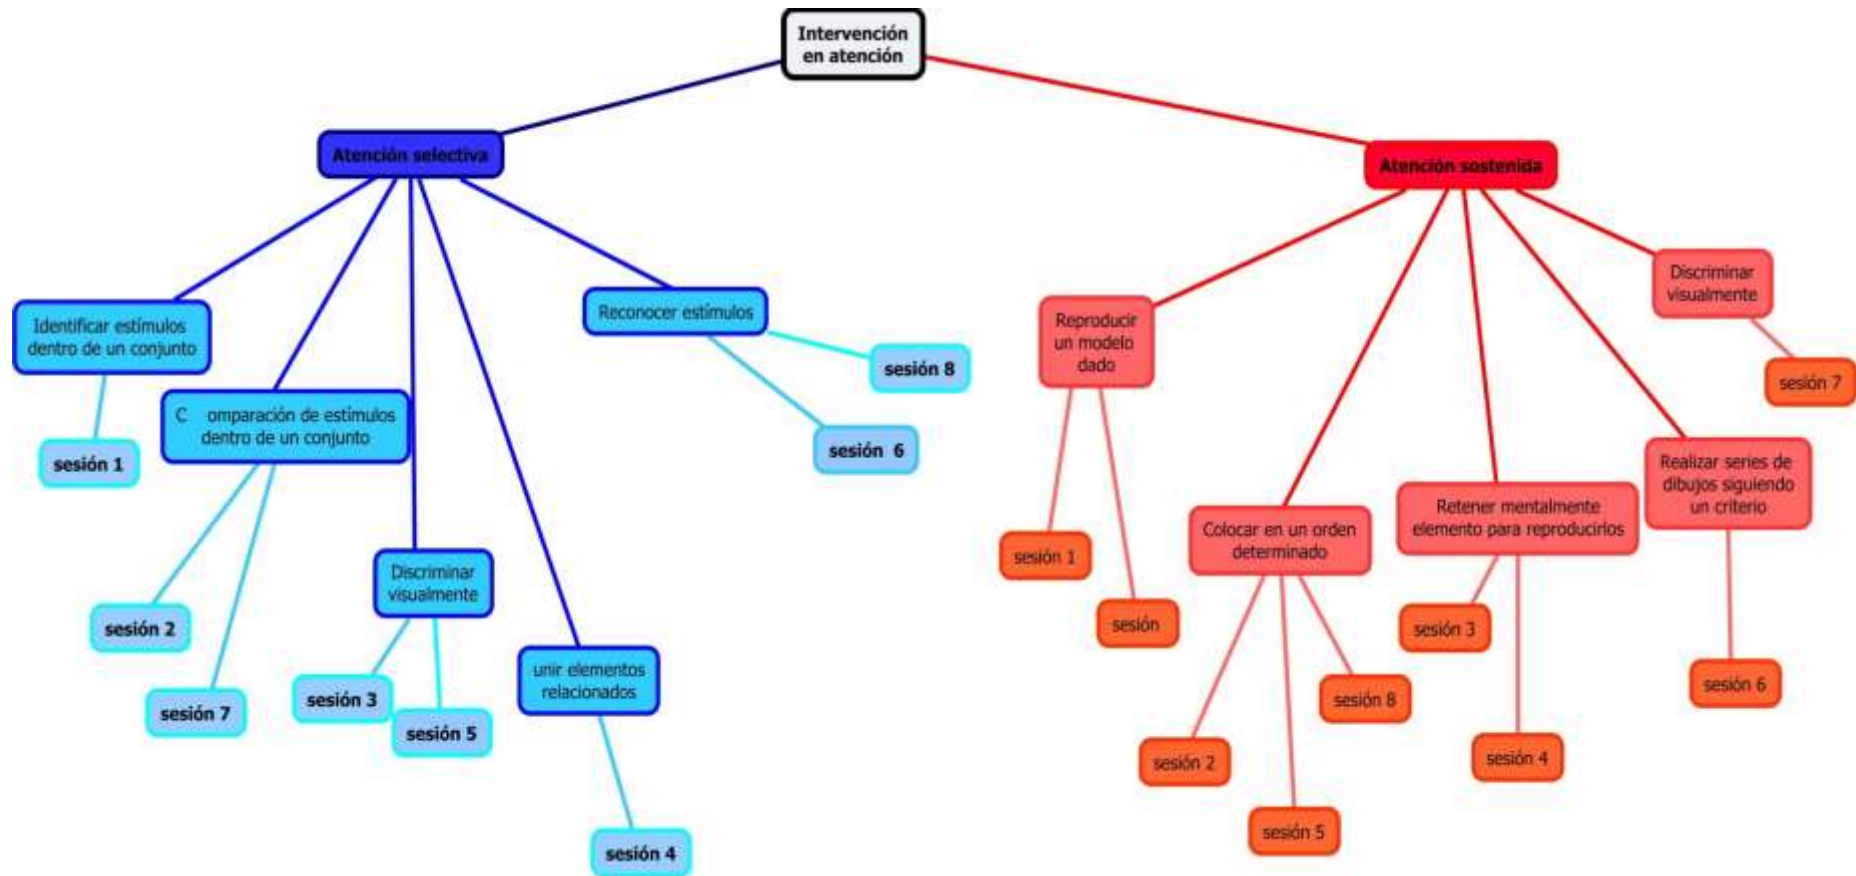 Intervención
en atención
Atención selectiva
Atención sostenida
Identificar estímulos
dentro de un conjunto
sesión 1
C omparación de estímulos
dentro de un conjunto
sesión 2
sesión 7
Discriminar
visualmente
sesión 3
sesión 5
unir elementos
relacionados
sesión 4
Reconocer estímulos
sesión 8
sesión 6
Reproducir
un modelo
dado
sesión 1
sesión
Colocar en un orden
determinado
sesión 2
sesión 5
sesión 8
Retener mentalmente
elemento para reproducirlos
sesión 3
sesión 4
Realizar series de
dibujos siguiendo
un criterio
sesión 6
Discriminar
visualmente
sesión 7